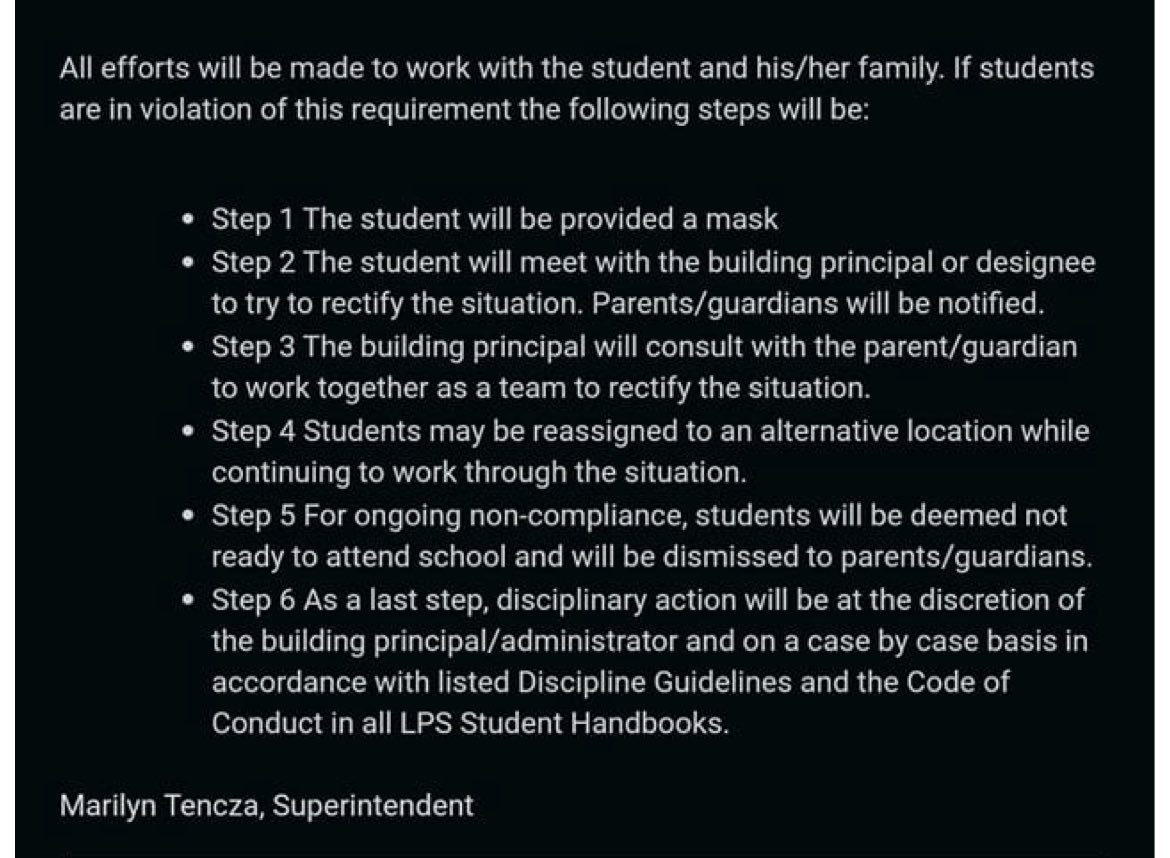 All efforts will be made to work with the student and his/her family. If students
are in violation of this requirement the following steps will be:
• Step 1 The student will be provided a mask
• Step 2 The student will meet with the building principal or designee
to try to rectify the situation. Parents/guardians will be notified.
• Step 3 The building principal will consult with the parent/guardian
to work together as a team to rectify the situation.
• Step 4 Students may be reassigned to an alternative location while
continuing to work through the situation.
• Step 5 For ongoing non-compliance, students will be deemed not
ready to attend school and will be dismissed to parents/guardians.
• Step 6 As a last step, disciplinary action will be at the discretion of
the building principal/administrator and on a case by case basis in
accordance with listed Discipline Guidelines and the Code of
Conduct in all LPS Student Handbooks.
Marilyn Tencza, Superintendent